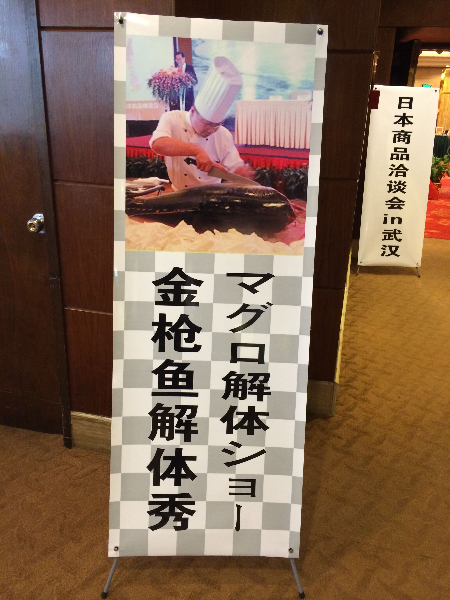 マグロ解体ショー
金枪鱼解体秀
日本商品洽谈会in武汉